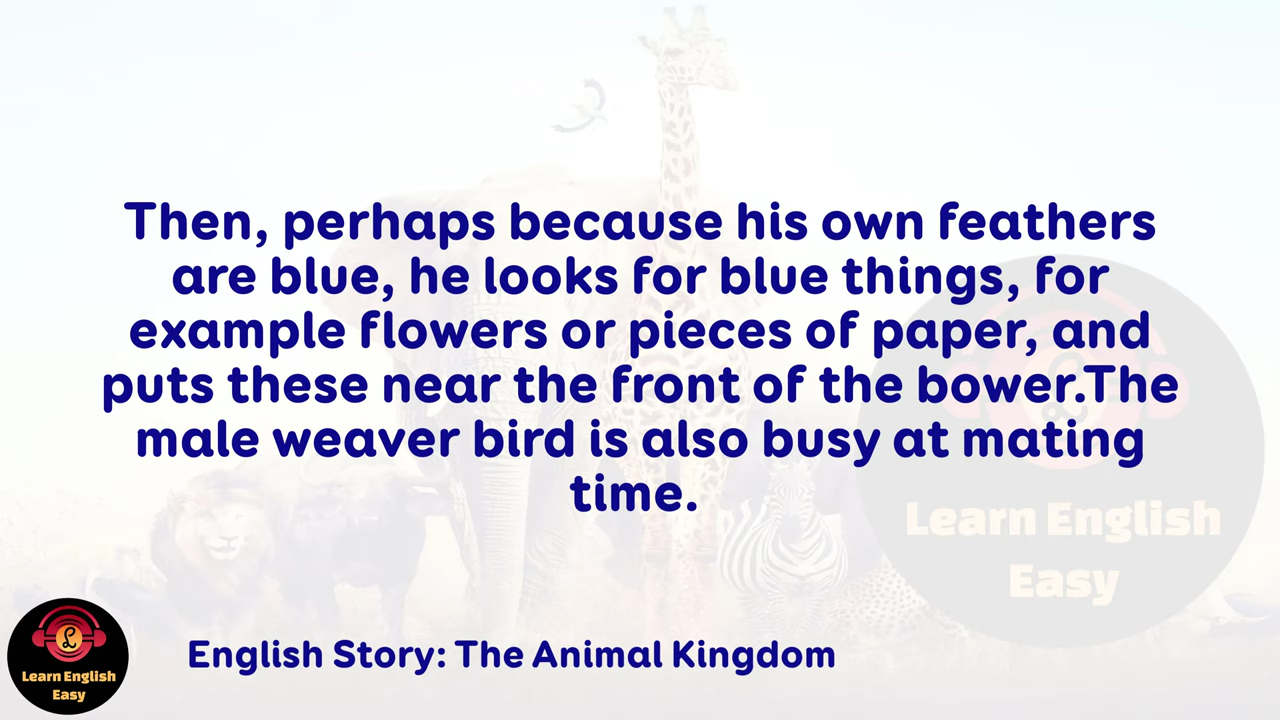 Then, perhaps because his own feathers
are blue, he looks for blue things, for
example flowers or pieces of paper, and
puts these near the front of the bower.The
male weaver bird is also busy at mating
time.
Learn English
Easy
English Story: The Animal Kingdom
L
Learn English
Easy